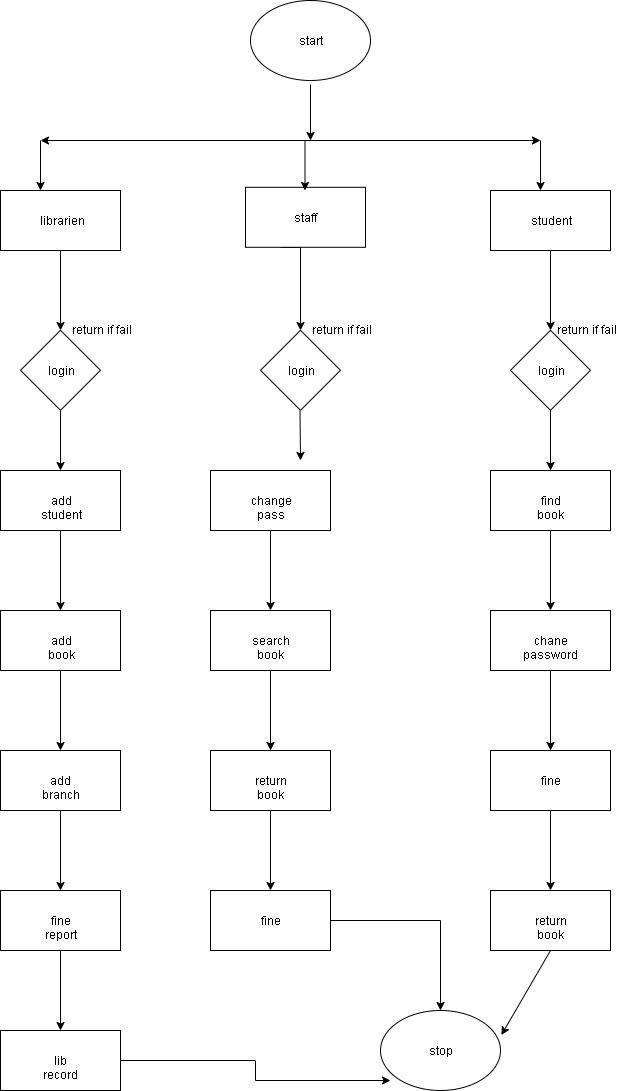 start
librarien
staff
student
return if fail
return if fail
return if fail
login
login
login
add
student
change
pass
find
book
add
book
search
book
chane
password
add
branch
return
book
fine
fine
report
fine
return
book
lib
record
stop